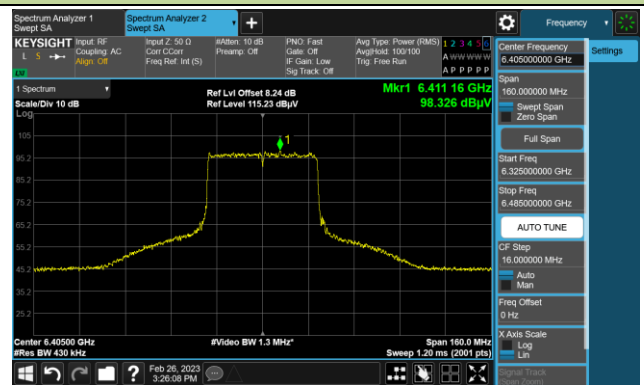 Spectrum Analyzer 1
Swept SA
Spectrum Analyzer 2
Swept SA
Frequency
KEYSIGHT
L S
Input: RF
Coupling: AC
Align: Off
Input Z: 50 Ω
Corr CCorr
Freq Ref: Int (S)
#Atten: 10 dB
Preamp: Off
PNO: Fast
Gate: Off
IF Gain: Low
Sig Track: Off
Avg Type: Power (RMS)
Avg|Hold: 100/100
Trig: Free Run
1 2 3 4 5 6
A W W W W W
A P P P P P
LW
1 Spectrum
Scale/Div 10 dB
Log
Ref Lvl Offset 8.24 dB
Ref Level 115.23 dBµV
Mkr1 6.411 16 GHz
98.326 dBµV
1
105
95.2
85.2
75.2
65.2
55.2
45.2
35.2
25.2
Center 6.40500 GHz
#Res BW 430 kHz
#Video BW 1.3 MHz*
Span 160.0 MHz
Sweep 1.20 ms (2001 pts)
Feb 26, 2023
3:26:08 PM
Center Frequency
6.405000000 GHz
Settings
Span
160.000000 MHz
Swept Span
Zero Span
Full Span
Start Freq
6.325000000 GHz
Stop Freq
6.485000000 GHz
AUTO TUNE
CF Step
16.000000 MHz
Auto
Man
Freq Offset
0 Hz
X Axis Scale
Log
Lin
Signal Track
(Span Zoom)